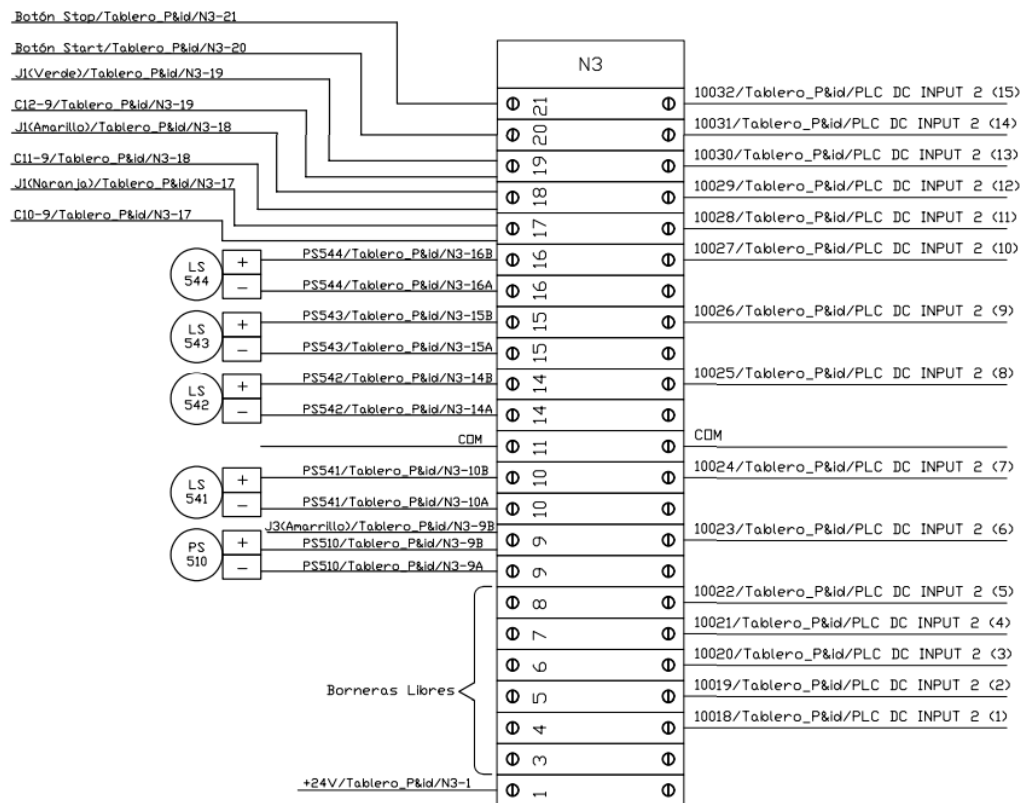 N3
Botón Stop/Tablero_P&id/N3-21
21
10032/Tablero_P&id/PLC DC INPUT 2 (15)
Botón Start/Tablero_P&id/N3-20
20
10031/Tablero_P&id/PLC DC INPUT 2 (14)
J1(Verde)/Tablero_P&id/N3-19
C12-9/Tablero_P&id/N3-19
19
10030/Tablero_P&id/PLC DC INPUT 2 (13)
J1(Amarillo)/Tablero_P&id/N3-18
C11-9/Tablero_P&id/N3-18
18
10029/Tablero_P&id/PLC DC INPUT 2 (12)
J1(Naranja)/Tablero_P&id/N3-17
C10-9/Tablero_P&id/N3-17
17
10028/Tablero_P&id/PLC DC INPUT 2 (11)
LS
544
+
PS544/Tablero_P&id/N3-16B
16
10027/Tablero_P&id/PLC DC INPUT 2 (10)
−
PS544/Tablero_P&id/N3-16A
16
LS
543
+
PS543/Tablero_P&id/N3-15B
15
10026/Tablero_P&id/PLC DC INPUT 2 (9)
−
PS543/Tablero_P&id/N3-15A
15
LS
542
+
PS542/Tablero_P&id/N3-14B
14
10025/Tablero_P&id/PLC DC INPUT 2 (8)
−
PS542/Tablero_P&id/N3-14A
14
COM
11
COM
LS
541
+
PS541/Tablero_P&id/N3-10B
10
10024/Tablero_P&id/PLC DC INPUT 2 (7)
−
PS541/Tablero_P&id/N3-10A
10
J3(Amarrillo)/Tablero_P&id/N3-9B
PS
510
+
PS510/Tablero_P&id/N3-9B
9
10023/Tablero_P&id/PLC DC INPUT 2 (6)
−
PS510/Tablero_P&id/N3-9A
9
Borneras Libres
8
10022/Tablero_P&id/PLC DC INPUT 2 (5)
7
10021/Tablero_P&id/PLC DC INPUT 2 (4)
6
10020/Tablero_P&id/PLC DC INPUT 2 (3)
5
10019/Tablero_P&id/PLC DC INPUT 2 (2)
4
10018/Tablero_P&id/PLC DC INPUT 2 (1)
3
+24V/Tablero_P&id/N3-1
1